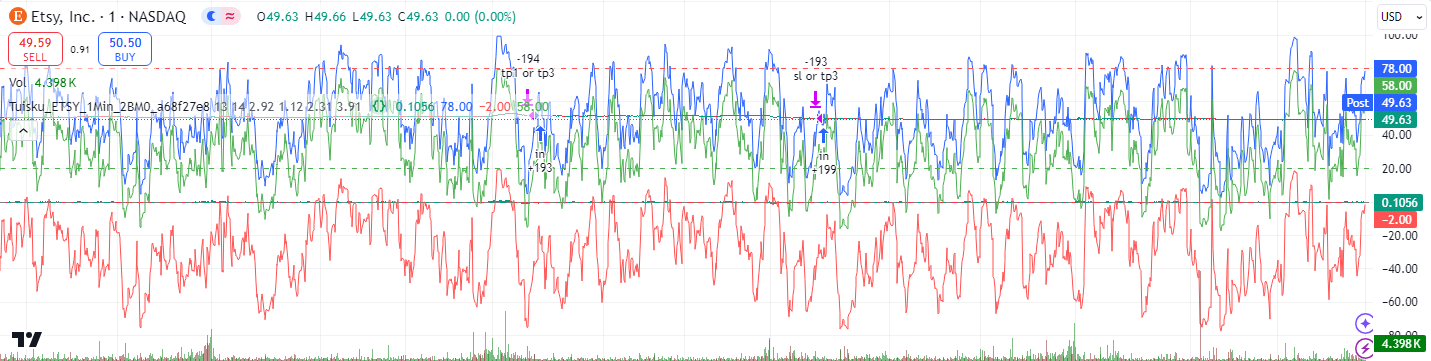 E Etsy, Inc. · 1 · NASDAQ O49.63 H49.66 L49.63 C49.63 0.00 (0.00%) USD
49.59 SELL 0.91 50.50 BUY
Vol. 4.398 K
Tuisku_ETSY_1Min_2BM0_a68f27e8 13 14 2.92 1.12 2.31 3.91 0.1056 78.00 −2.00 58.00
-194
tp1 or tp3
in
+193
-193
sl or tp3
in
+199
100.00
78.00
58.00
Post 49.63
49.63
40.00
20.00
0.1056
−2.00
−20.00
−40.00
−60.00
−80.00
4.398 K